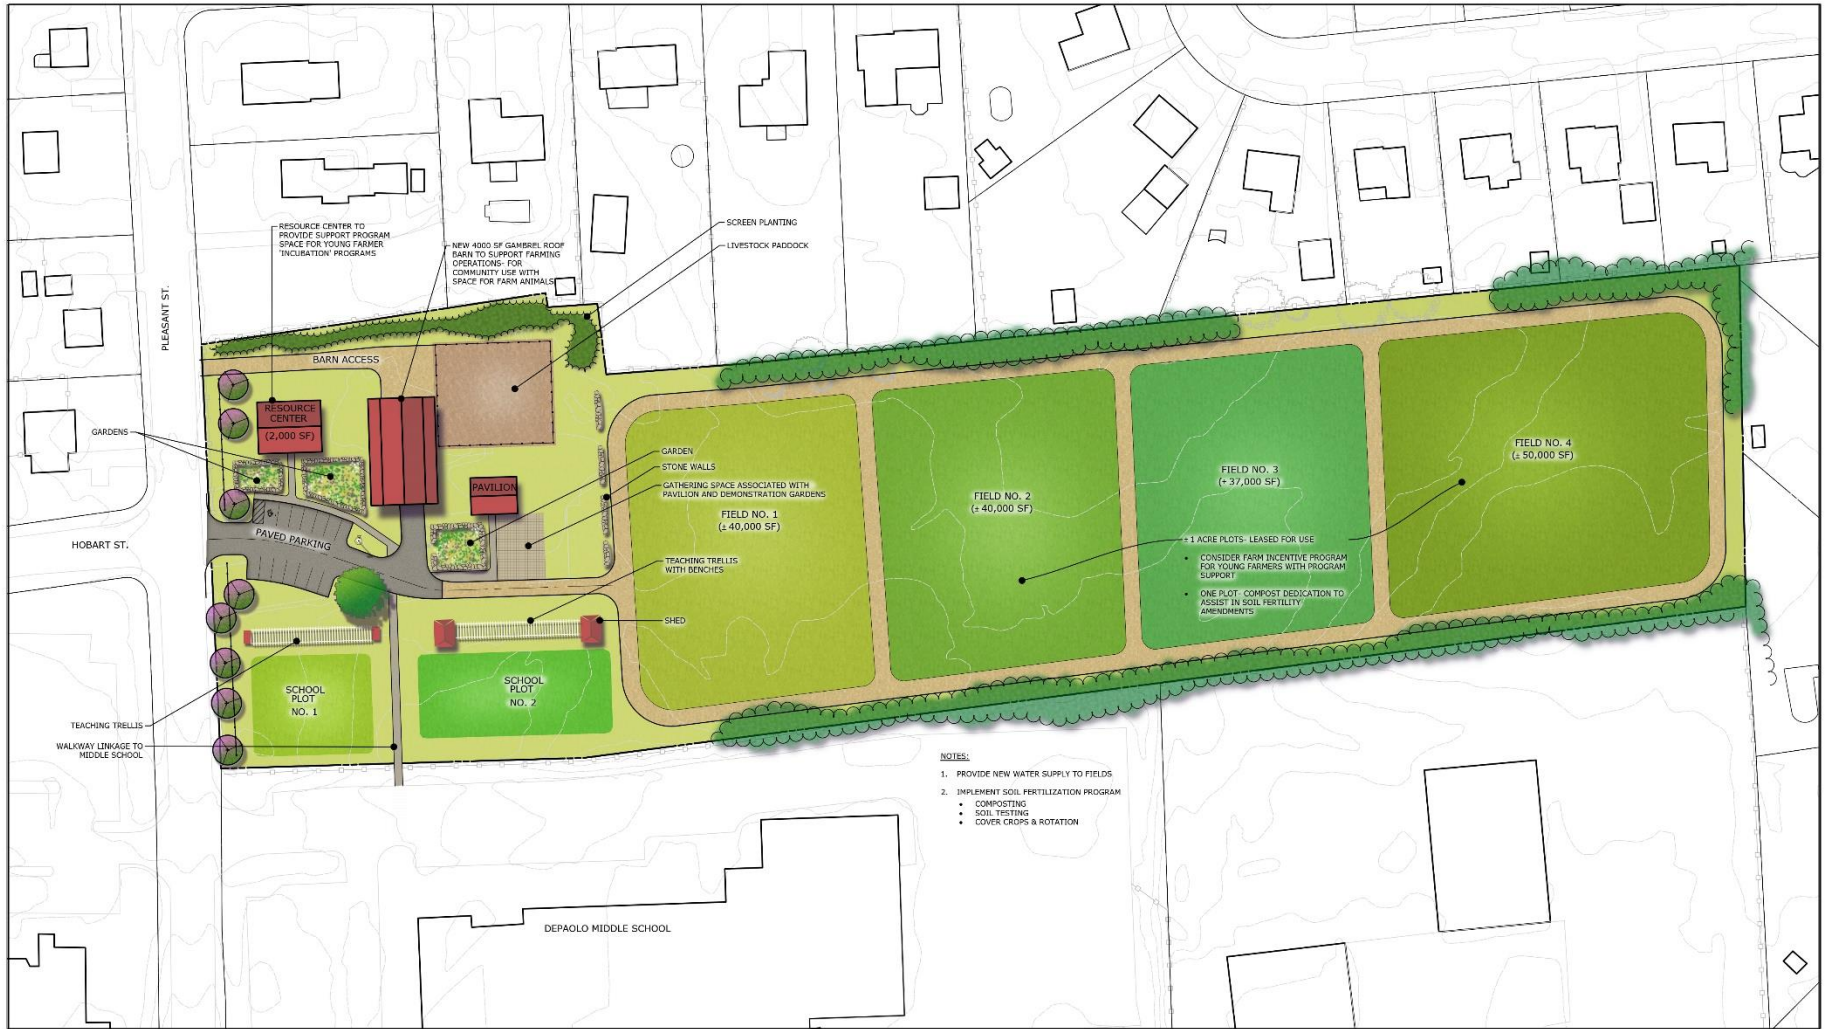 SCREEN PLANTING
LIVESTOCK PADDOCK
RESOURCE CENTER TO
PROVIDE SUPPORT PROGRAM
SPACE FOR YOUNG FARMER
'INCUBATION' PROGRAMS
NEW 4000 SF GAMBREL ROOF
BARN TO SUPPORT FARMING
OPERATIONS- FOR
COMMUNITY USE WITH
SPACE FOR FARM ANIMALS
PLEASANT ST.
BARN ACCESS
RESOURCE
CENTER
(2,000 SF)
GARDENS
GARDEN
STONE WALLS
GATHERING SPACE ASSOCIATED WITH
PAVILION AND DEMONSTRATION GARDENS
PAVILION
FIELD NO. 1
(± 40,000 SF)
FIELD NO. 2
(± 40,000 SF)
FIELD NO. 3
(± 37,000 SF)
FIELD NO. 4
(± 50,000 SF)
HOBART ST.
PAVED PARKING
TEACHING TRELLIS
WITH BENCHES
±1 ACRE PLOTS- LEASED FOR USE
• CONSIDER FARM INCENTIVE PROGRAM
FOR YOUNG FARMERS WITH PROGRAM
SUPPORT
• ONE PLOT- COMPOST DEDICATION TO
ASSIST IN SOIL FERTILITY
AMENDMENTS
SHED
SCHOOL
PLOT
NO. 1
SCHOOL
PLOT
NO. 2
TEACHING TRELLIS
WALKWAY LINKAGE TO
MIDDLE SCHOOL
NOTES:
1. PROVIDE NEW WATER SUPPLY TO FIELDS
2. IMPLEMENT SOIL FERTILIZATION PROGRAM
• COMPOSTING
• SOIL TESTING
• COVER CROPS & ROTATION
DEPAOLO MIDDLE SCHOOL